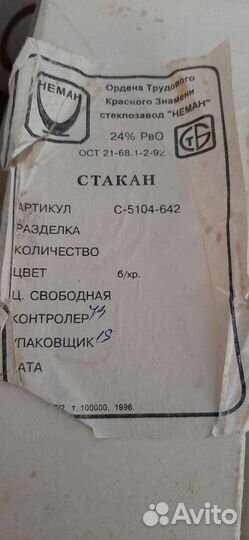 НЕМАН
Ордена Трудового
Красного Знамени
стеклозавод "НЕМАН"
24% PbO
ОСТ 21-68.1-2-92
СТАКАН
АРТИКУЛ С-5104-642
РАЗДЕЛКА
КОЛИЧЕСТВО
ЦВЕТ б/хр.
Ц. СВОБОДНАЯ
КОНТРОЛЕР
УПАКОВЩИК
ДАТА
т. 100000, 1996.
Avito